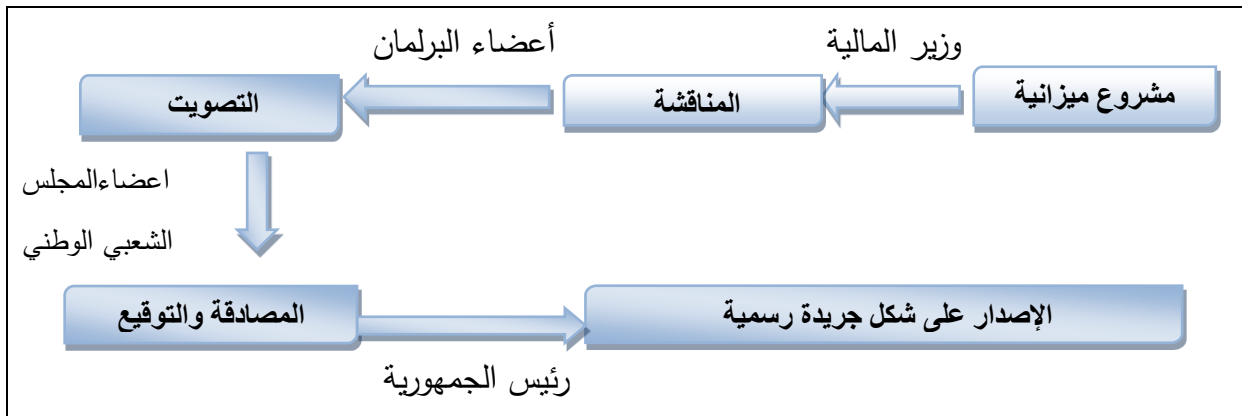 وزير المالية
أعضاء البرلمان
مشروع ميزانية
المناقشة
التصويت
اعضاءالمجلس
الشعبي الوطني
المصادقة والتوقيع
الإصدار على شكل جريدة رسمية
رئيس الجمهورية